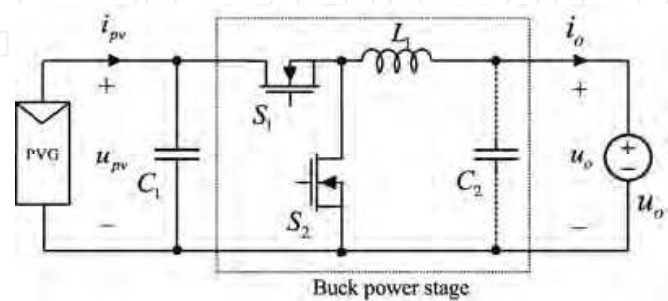 i_pv
L_1
i_o
+
+
S_1
PVG
u_pv
C_1
S_2
C_2
u_o
+
−
u_o
−
−
Buck power stage